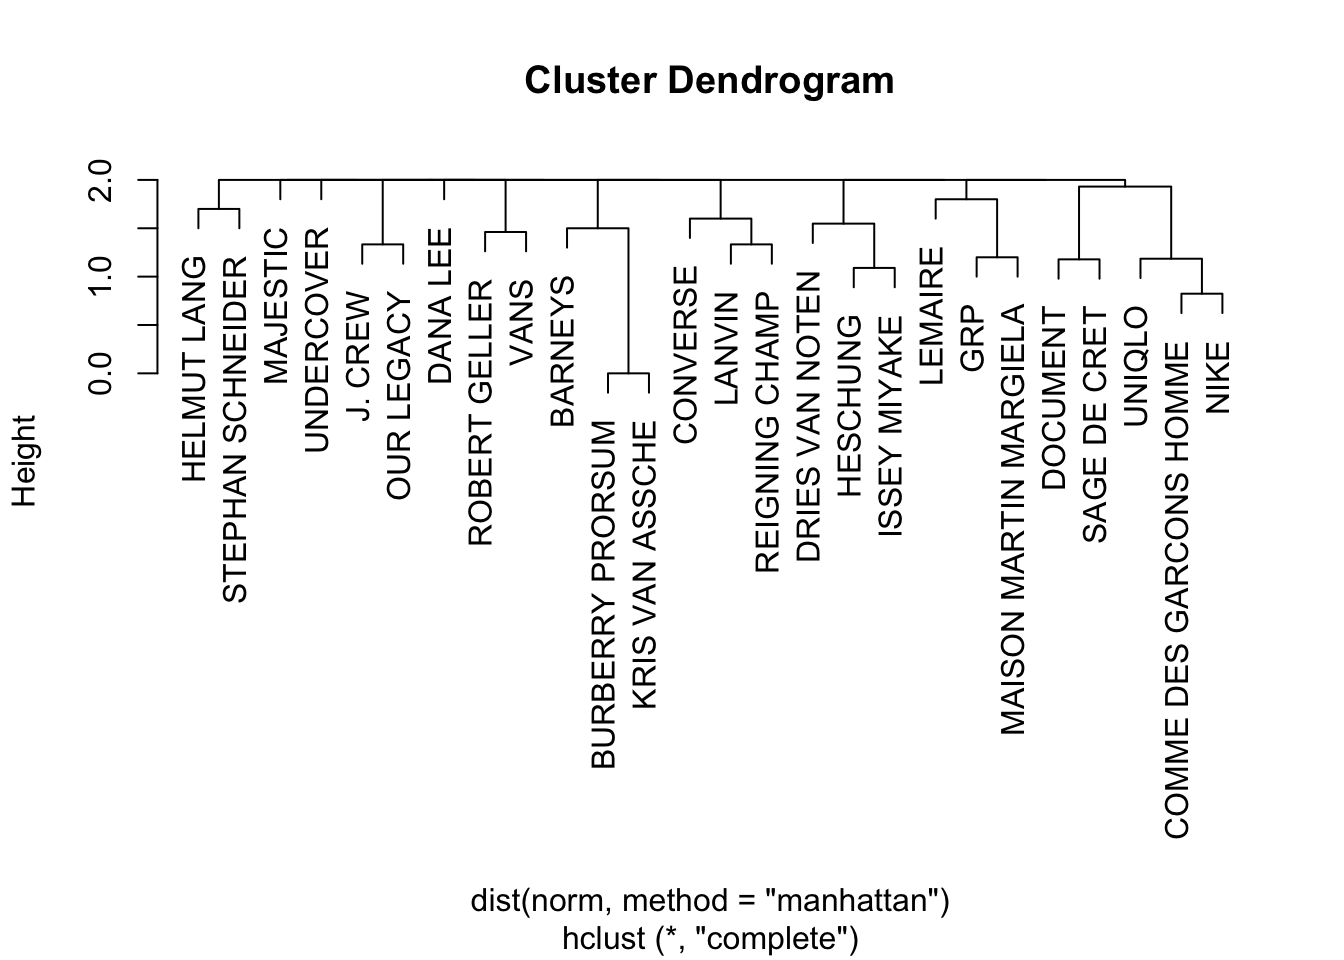 Cluster Dendrogram
2.0
1.0
0.0
Height
HELMUT LANG
STEPHAN SCHNEIDER
MAJESTIC
UNDERCOVER
J. CREW
OUR LEGACY
DANA LEE
ROBERT GELLER
VANS
BARNEYS
BURBERRY PRORSUM
KRIS VAN ASSCHE
CONVERSE
LANVIN
REIGNING CHAMP
DRIES VAN NOTEN
HESCHUNG
ISSEY MIYAKE
LEMAIRE
GRP
MAISON MARTIN MARGIELA
DOCUMENT
SAGE DE CRET
UNIQLO
COMME DES GARCONS HOMME
NIKE
dist(norm, method = "manhattan")
hclust (*, "complete")